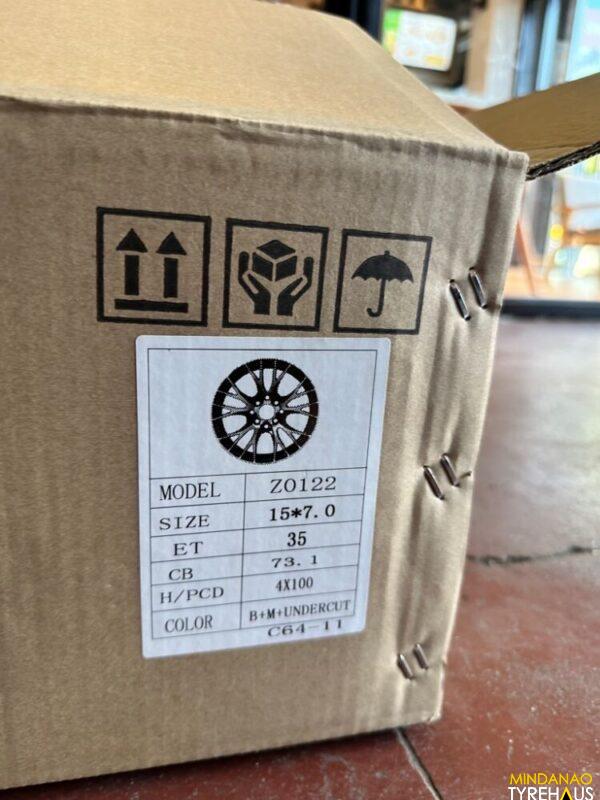 MODEL Z0122
SIZE 15*7.0
ET 35
CB 73.1
H/PCD 4X100
COLOR B+M+UNDERCUT
C64-11
MINDANAO
TYREHAUS